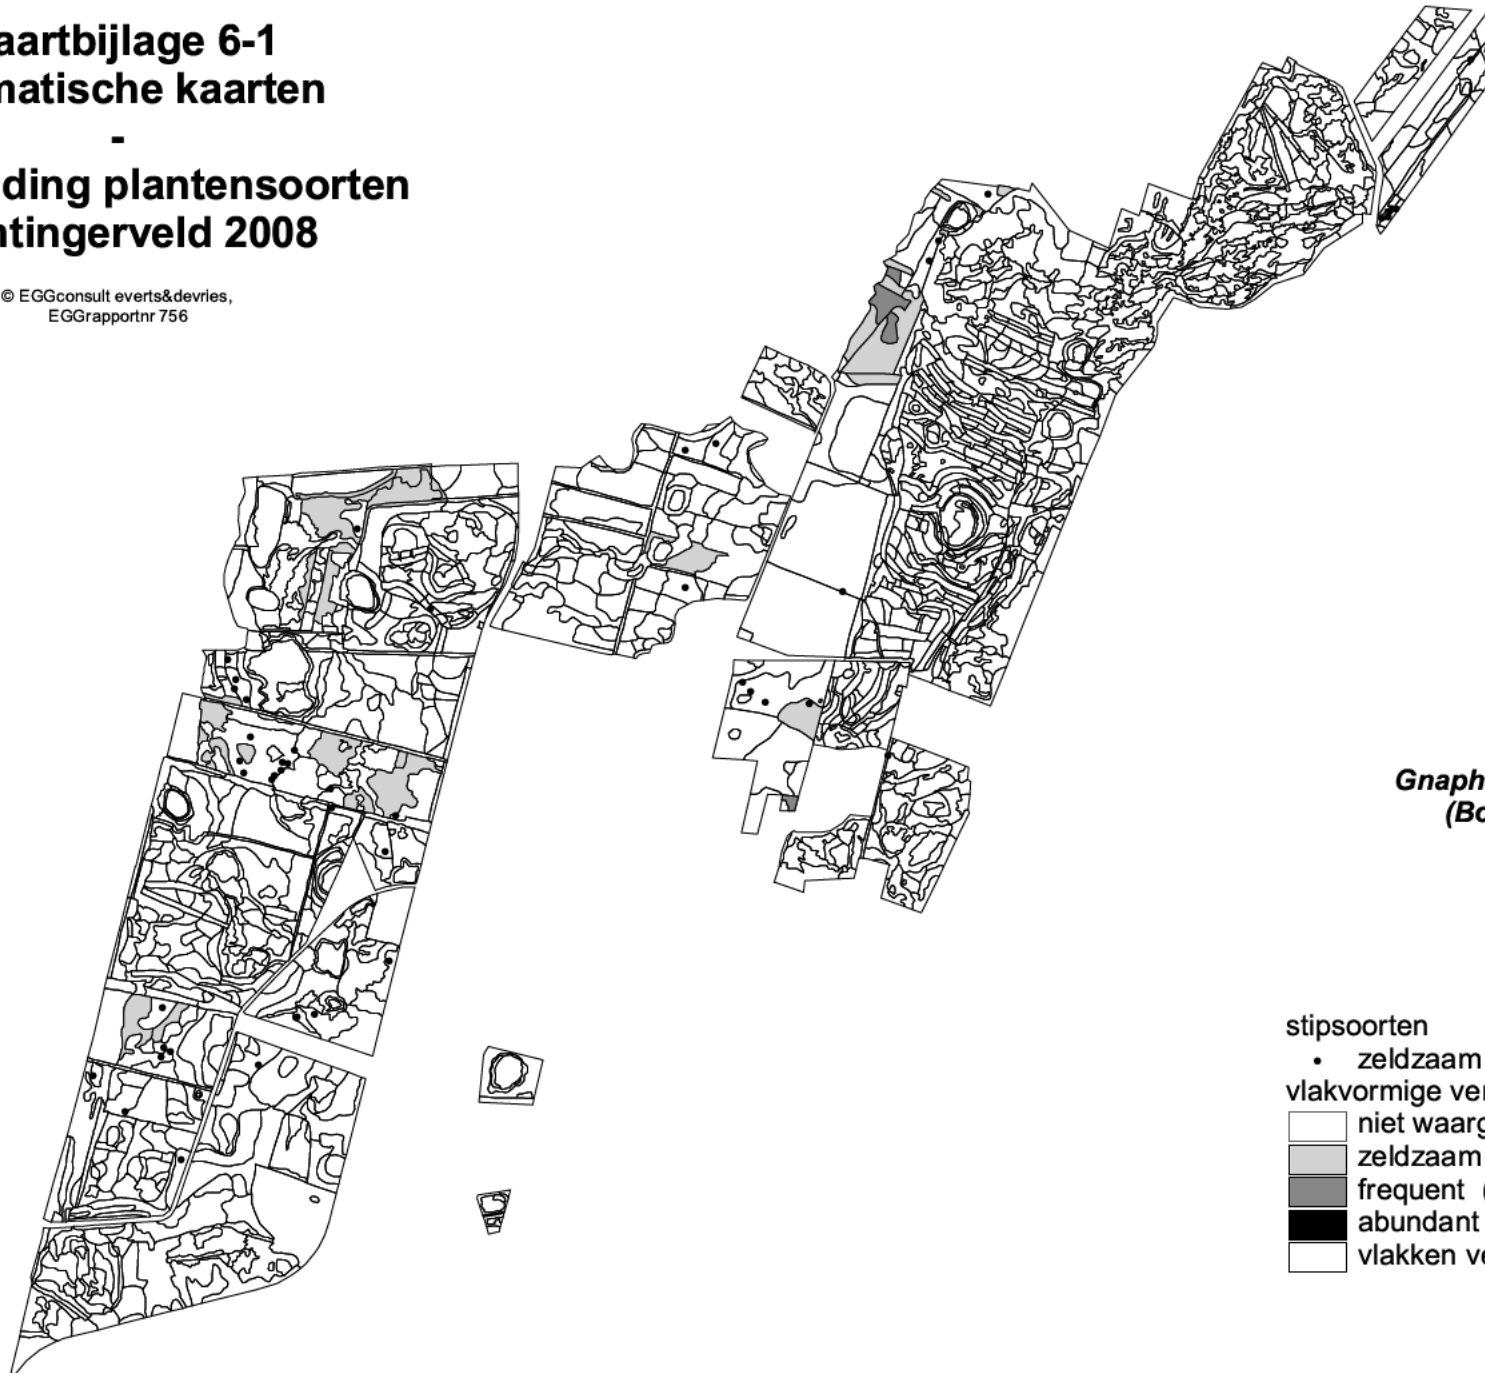 aartbijlage 6-1
matische kaarten
-
ding plantensoorten
ntingerveld 2008
© EGGconsult everts&devries,
EGGrapportnr 756
Gnaph
(Bo
stipsoorten
zeldzaam
vlakvormige ver
niet waarg
zeldzaam
frequent (
abundant
vlakken ve